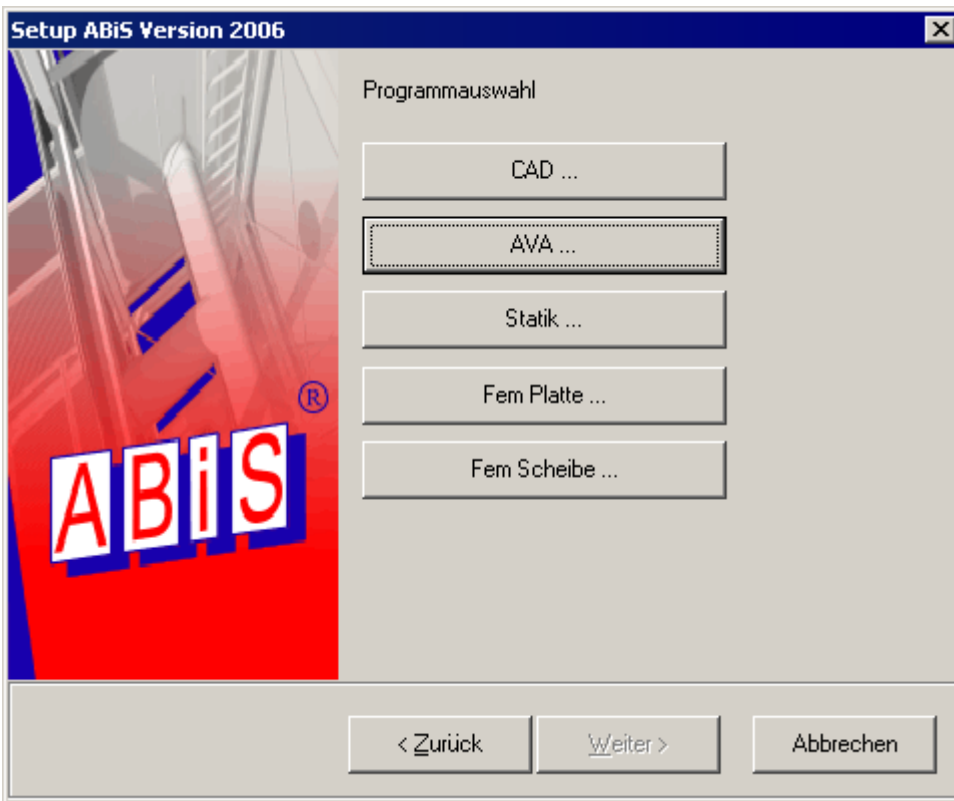 Setup ABiS Version 2006
Programmauswahl
CAD ...
AVA ...
Statik ...
Fem Platte ...
Fem Scheibe ...
®
ABiS
< Zurück
Weiter >
Abbrechen